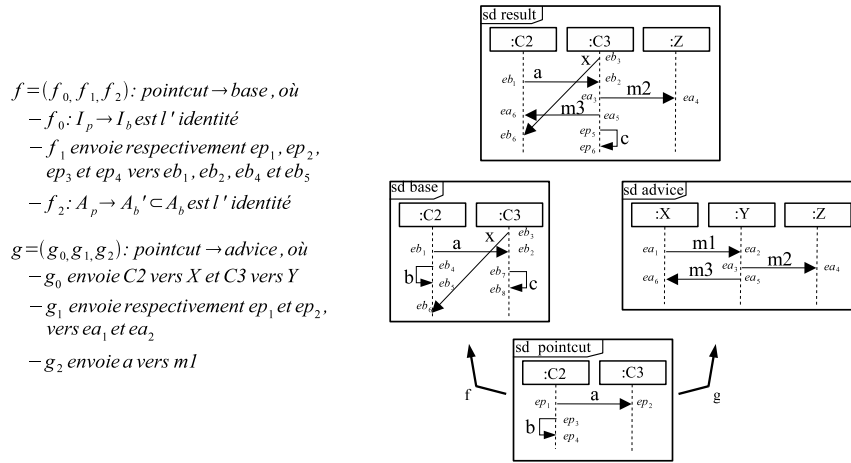 f=(f0, f1, f2): pointcut→base, où
−f0: Ip→Ib est l'identité
−f1 envoie respectivement ep1, ep2,
ep3 et ep4 vers eb1, eb2, eb4 et eb5
−f2: Ap→Ab'⊂Ab est l'identité
g=(g0, g1, g2): pointcut→advice, où
−g0 envoie C2 vers X et C3 vers Y
−g1 envoie respectivement ep1 et ep2,
vers ea1 et ea2
−g2 envoie a vers m1
sd result
:C2 :C3 :Z
x eb3
eb1 a eb2
ea3 m2 ea4
ea6 m3 ea5
eb6 ep5 c
ep6
sd base
:C2 :C3
x eb3
eb1 a eb2
b eb4 eb7
eb5 eb8 c
eb6
sd advice
:X :Y :Z
ea1 m1 ea2
ea3 m2 ea4
ea6 m3 ea5
sd pointcut
:C2 :C3
f g
ep1 a ep2
b ep3
ep4